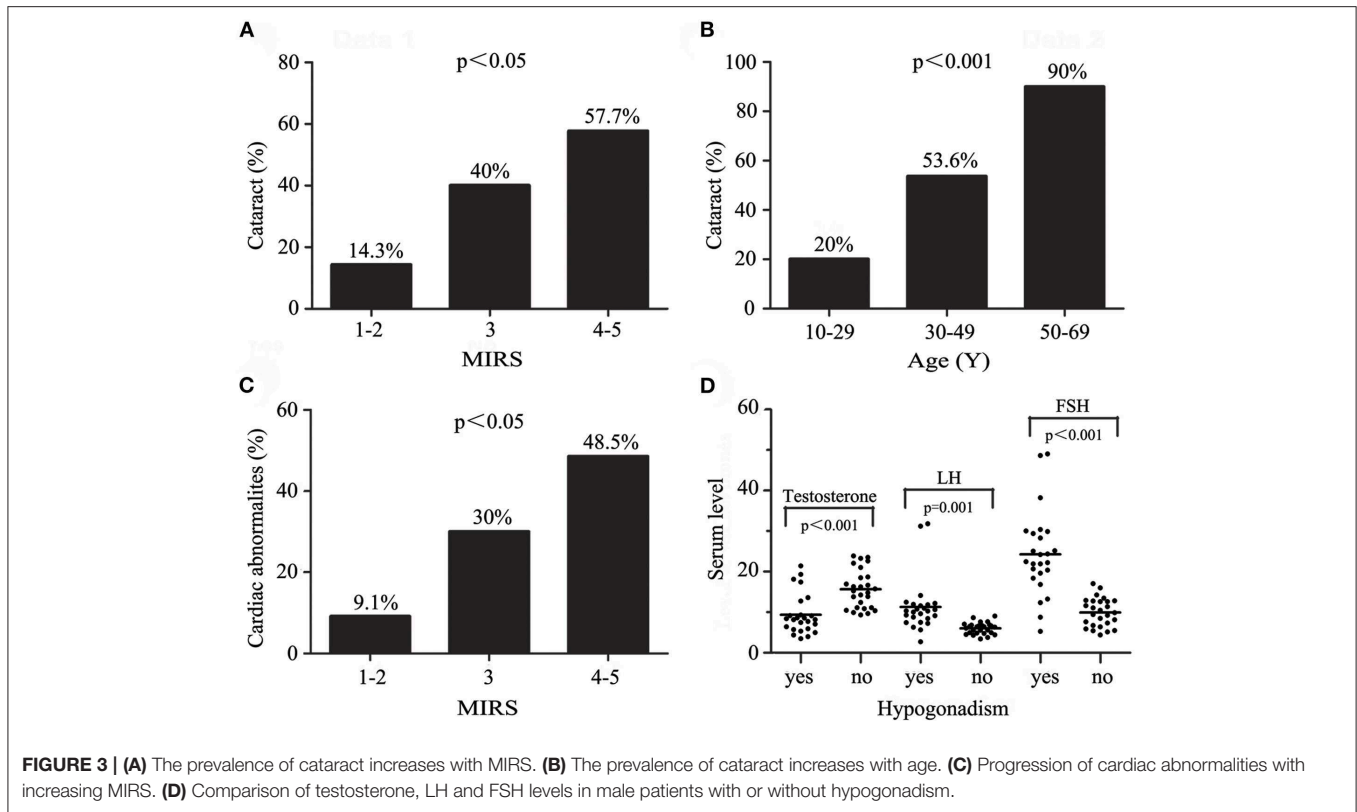 A
p<0.05
80
60
40
20
0
Cataract (%)
14.3%
40%
57.7%
1-2 3 4-5
MIRS
B
p<0.001
100
80
60
40
20
0
Cataract (%)
20%
53.6%
90%
10-29 30-49 50-69
Age (Y)
C
p<0.05
60
40
20
0
Cardiac abnormalites (%)
9.1%
30%
48.5%
1-2 3 4-5
MIRS
D
60
40
20
0
Serum level
Testosterone
p<0.001
LH
p=0.001
FSH
p<0.001
yes no yes no yes no
Hypogonadism
FIGURE 3 | (A) The prevalence of cataract increases with MIRS. (B) The prevalence of cataract increases with age. (C) Progression of cardiac abnormalities with
increasing MIRS. (D) Comparison of testosterone, LH and FSH levels in male patients with or without hypogonadism.